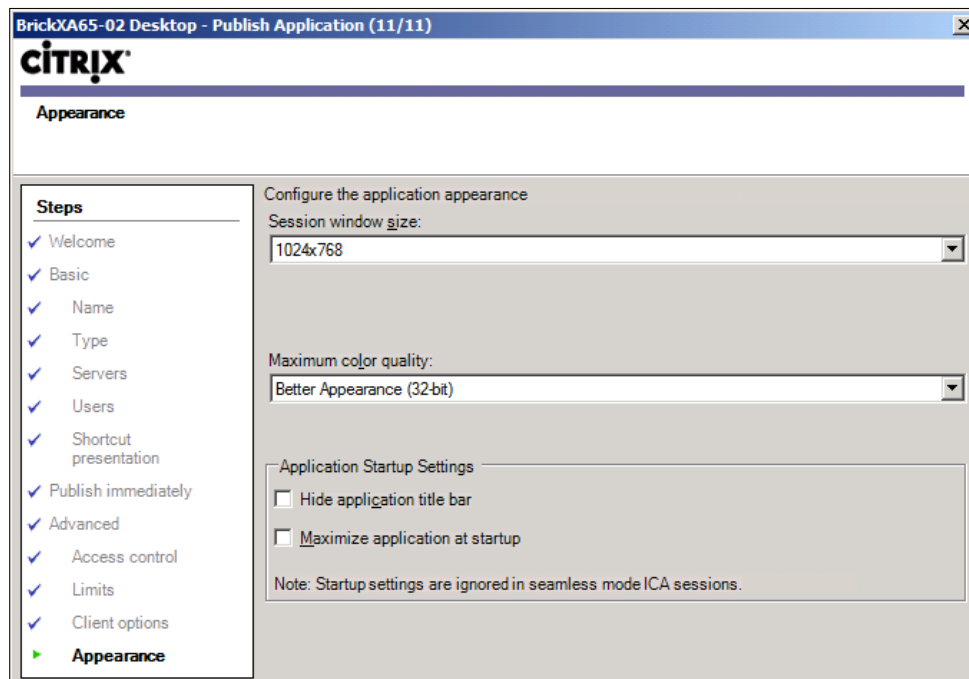 BrickXA65-02 Desktop - Publish Application (11/11)
CİTRIX®
Appearance
Steps
Welcome
Basic
Name
Type
Servers
Users
Shortcut
presentation
Publish immediately
Advanced
Access control
Limits
Client options
Appearance
Configure the application appearance
Session window size:
1024x768
Maximum color quality:
Better Appearance (32-bit)
Application Startup Settings
Hide application title bar
Maximize application at startup
Note: Startup settings are ignored in seamless mode ICA sessions.